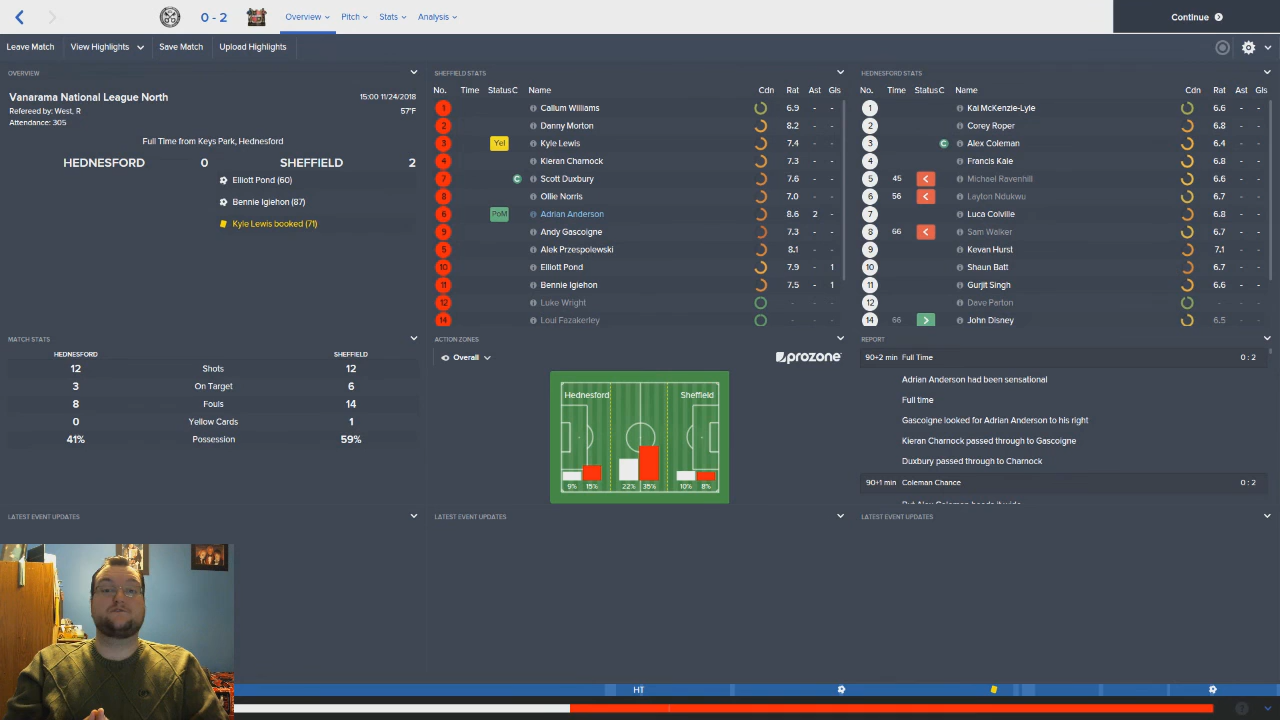 0 - 2
Overview
Pitch
Stats
Analysis
Continue
Leave Match
View Highlights
Save Match
Upload Highlights
OVERVIEW
Vanarama National League North
15:00 11/24/2018
Refereed by: West, R
57°F
Attendance: 305
Full Time from Keys Park, Hednesford
HEDNESFORD 0 SHEFFIELD 2
Elliott Pond (60)
Bennie Igiehon (87)
Kyle Lewis booked (71)
SHEFFIELD STATS
No. Time Status C Name Cdn Rat Ast Gls
1 Callum Williams 6.9 - -
2 Danny Morton 8.2 - -
3 Yel Kyle Lewis 7.4 - -
4 Kieran Charnock 7.3 - -
7 C Scott Duxbury 7.6 - -
8 Ollie Norris 7.0 - -
6 PoM Adrian Anderson 8.6 2 -
9 Andy Gascoigne 7.3 - -
5 Alek Przespolewski 8.1 - -
10 Elliott Pond 7.9 - 1
11 Bennie Igiehon 7.5 - 1
12 Luke Wright - - -
14 Loui Fazakerley - - -
HEDNESFORD STATS
No. Time Status C Name Cdn Rat Ast Gls
1 Kai McKenzie-Lyle 6.6 - -
2 Corey Roper 6.8 - -
3 C Alex Coleman 6.4 - -
4 Francis Kale 6.8 - -
5 45 Michael Ravenhill 6.6 - -
6 56 Layton Ndukwu 6.6 - -
7 Luca Colville 6.8 - -
8 66 Sam Walker 6.7 - -
9 Kevan Hurst 7.1 - -
10 Shaun Batt 6.7 - -
11 Gurjit Singh 6.6 - -
12 Dave Parton - - -
14 66 John Disney 6.5 - -
MATCH STATS
HEDNESFORD SHEFFIELD
12 Shots 12
3 On Target 6
8 Fouls 14
0 Yellow Cards 1
41% Possession 59%
ACTION ZONES
Overall
prozone
Hednesford Sheffield
9% 15% 22% 35% 10% 8%
REPORT
90+2 min Full Time 0 : 2
Adrian Anderson had been sensational
Full time
Gascoigne looked for Adrian Anderson to his right
Kieran Charnock passed through to Gascoigne
Duxbury passed through to Charnock
90+1 min Coleman Chance 0 : 2
But Alex Coleman heads it wide
LATEST EVENT UPDATES
LATEST EVENT UPDATES
LATEST EVENT UPDATES
HT